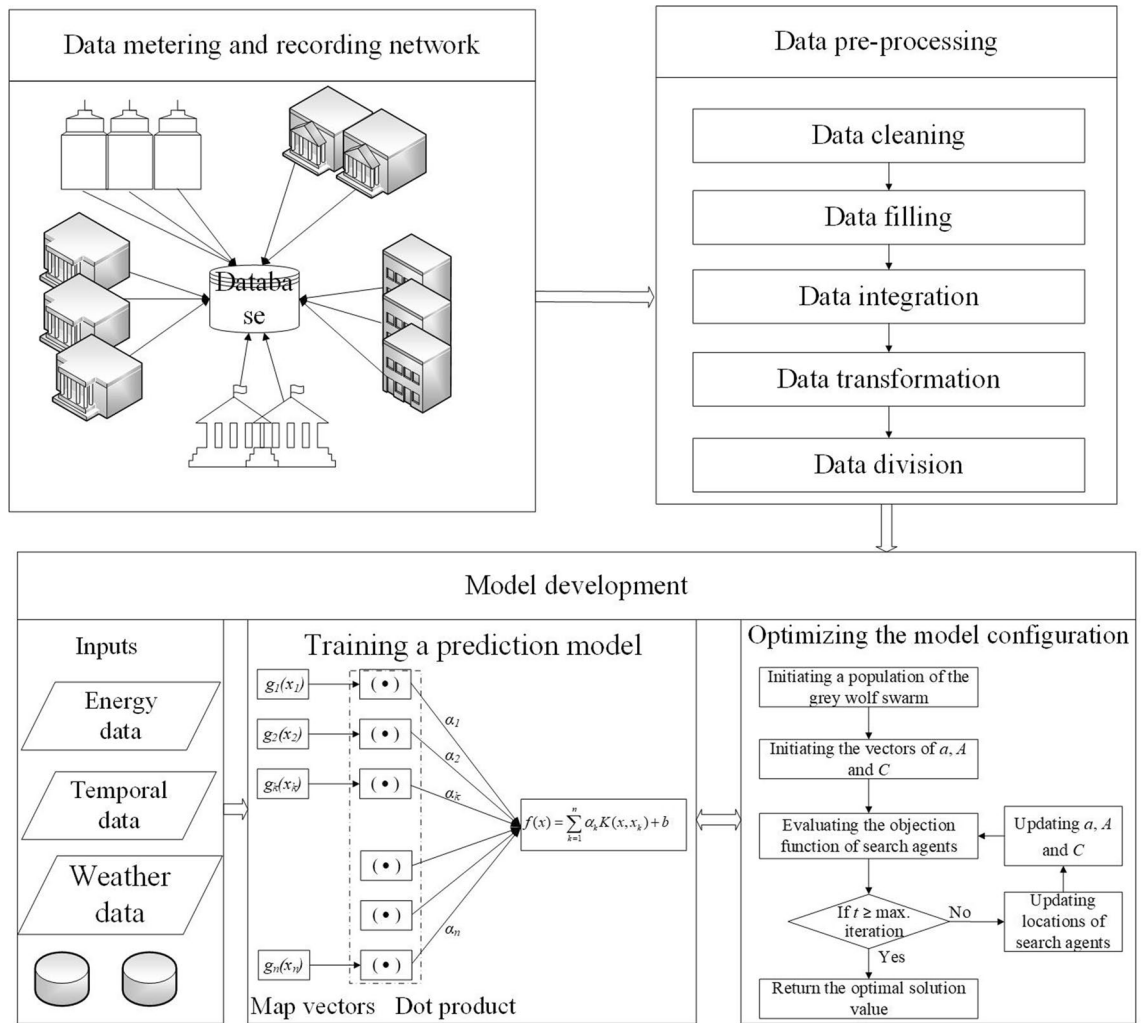 Data metering and recording network
Databa
se
Data pre-processing
Data cleaning
Data filling
Data integration
Data transformation
Data division
Model development
Inputs
Energy
data
Temporal
data
Weather
data
Training a prediction model
g₁(x₁)
(•)
α₁
g₂(x₂)
(•)
α₂
gₖ(xₖ)
(•)
αₖ
f(x) = ∑ₖ₌₁ⁿ αₖK(x, xₖ) + b
(•)
(•)
αₙ
gₙ(xₙ)
(•)
Map vectors Dot product
Optimizing the model configuration
Initiating a population of the
grey wolf swarm
Initiating the vectors of a, A
and C
Evaluating the objection
function of search agents
Updating a, A
and C
If t ≥ max.
iteration
No
Updating
locations of
search agents
Yes
Return the optimal solution
value